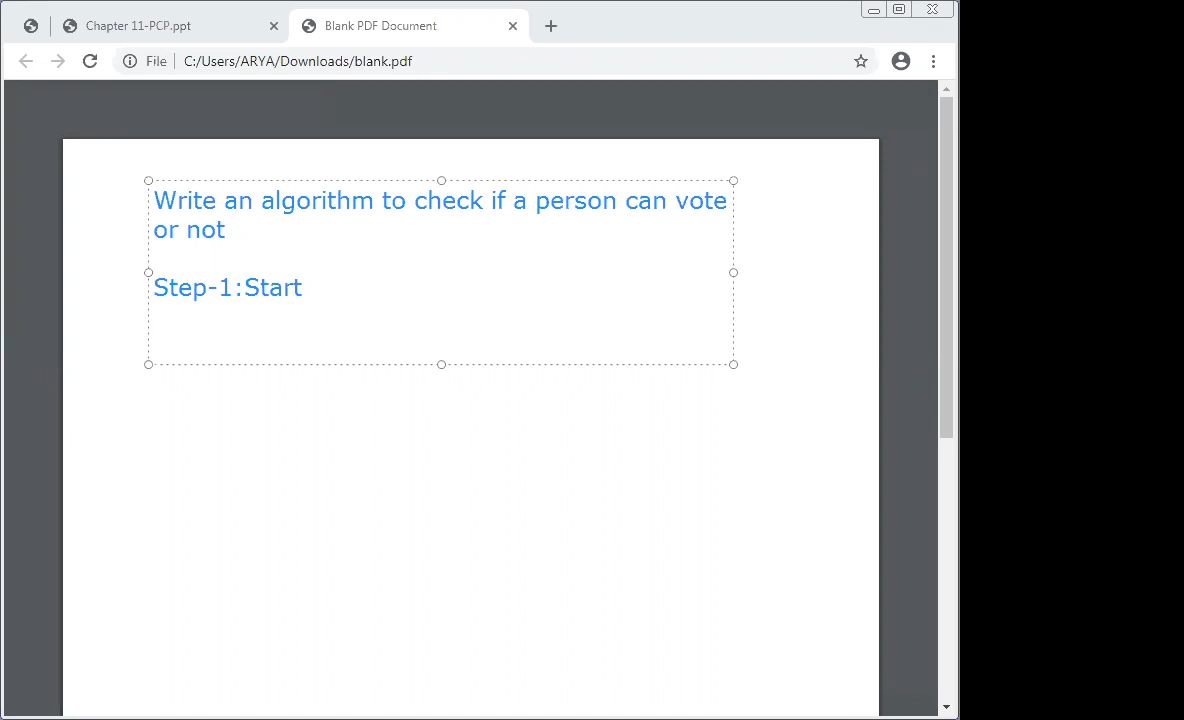 Chapter 11-PCP.ppt
Blank PDF Document
File
C:/Users/ARYA/Downloads/blank.pdf
Write an algorithm to check if a person can vote
or not
Step-1:Start